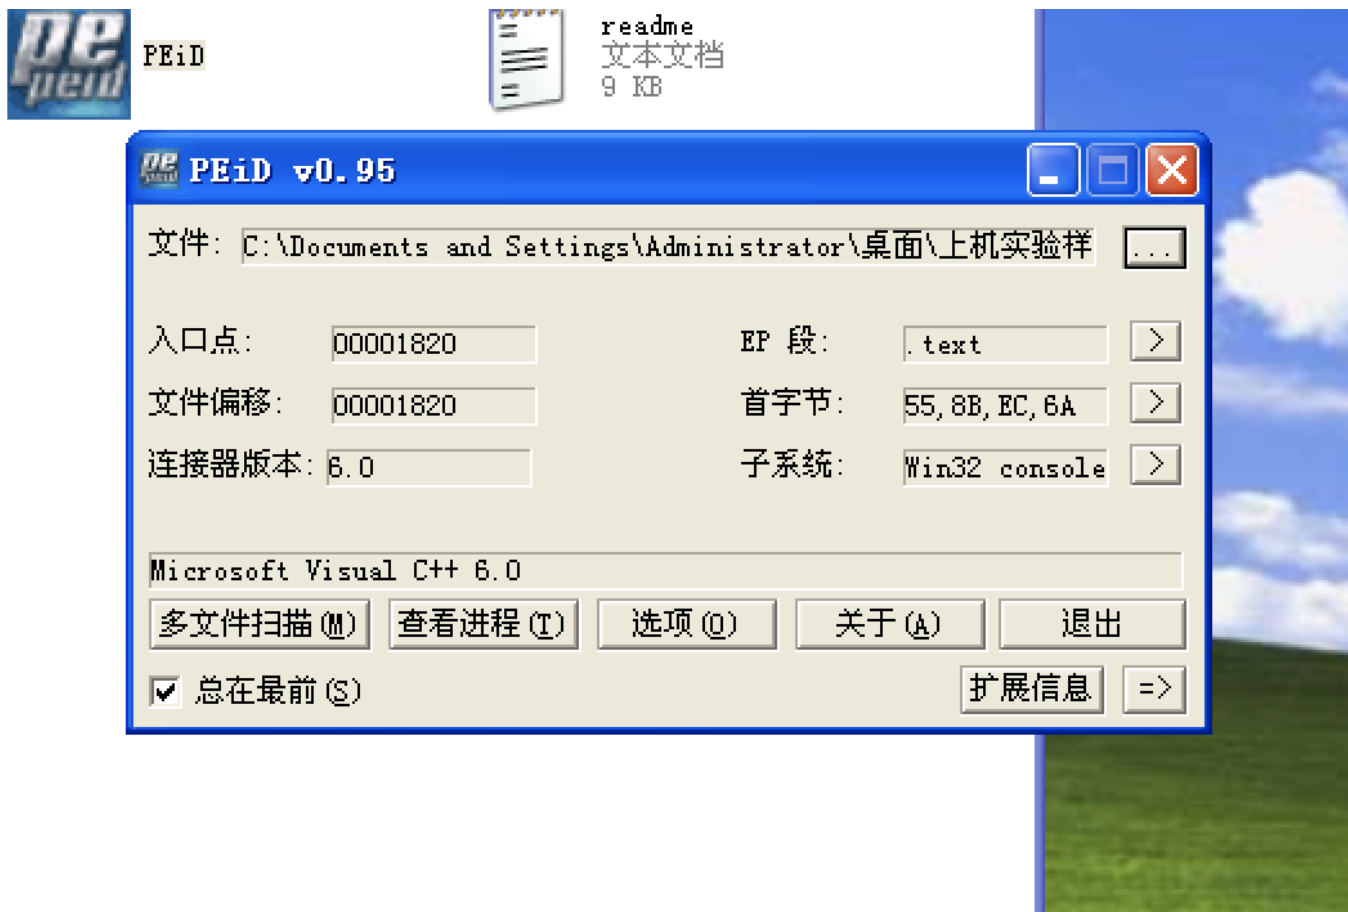 pe
peid
PEiD
readme
文本文档
9 KB
PEiD v0.95
文件: C:\Documents and Settings\Administrator\桌面\上机实验样 ...
入口点: 00001820 EP 段: .text >
文件偏移: 00001820 首字节: 55,8B,EC,6A >
连接器版本: 6.0 子系统: Win32 console >
Microsoft Visual C++ 6.0
多文件扫描(M) 查看进程(T) 选项(O) 关于(A) 退出
总在最前(S) 扩展信息 =>